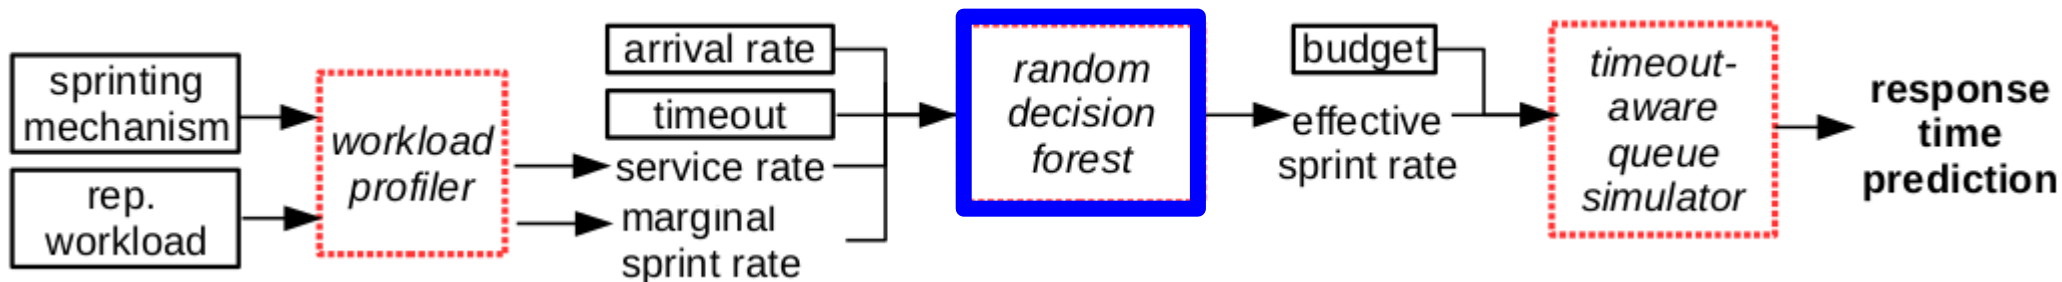 sprinting
mechanism
rep.
workload
workload
profiler
arrival rate
timeout
service rate
marginal
sprint rate
random
decision
forest
budget
effective
sprint rate
timeout-
aware
queue
simulator
response
time
prediction